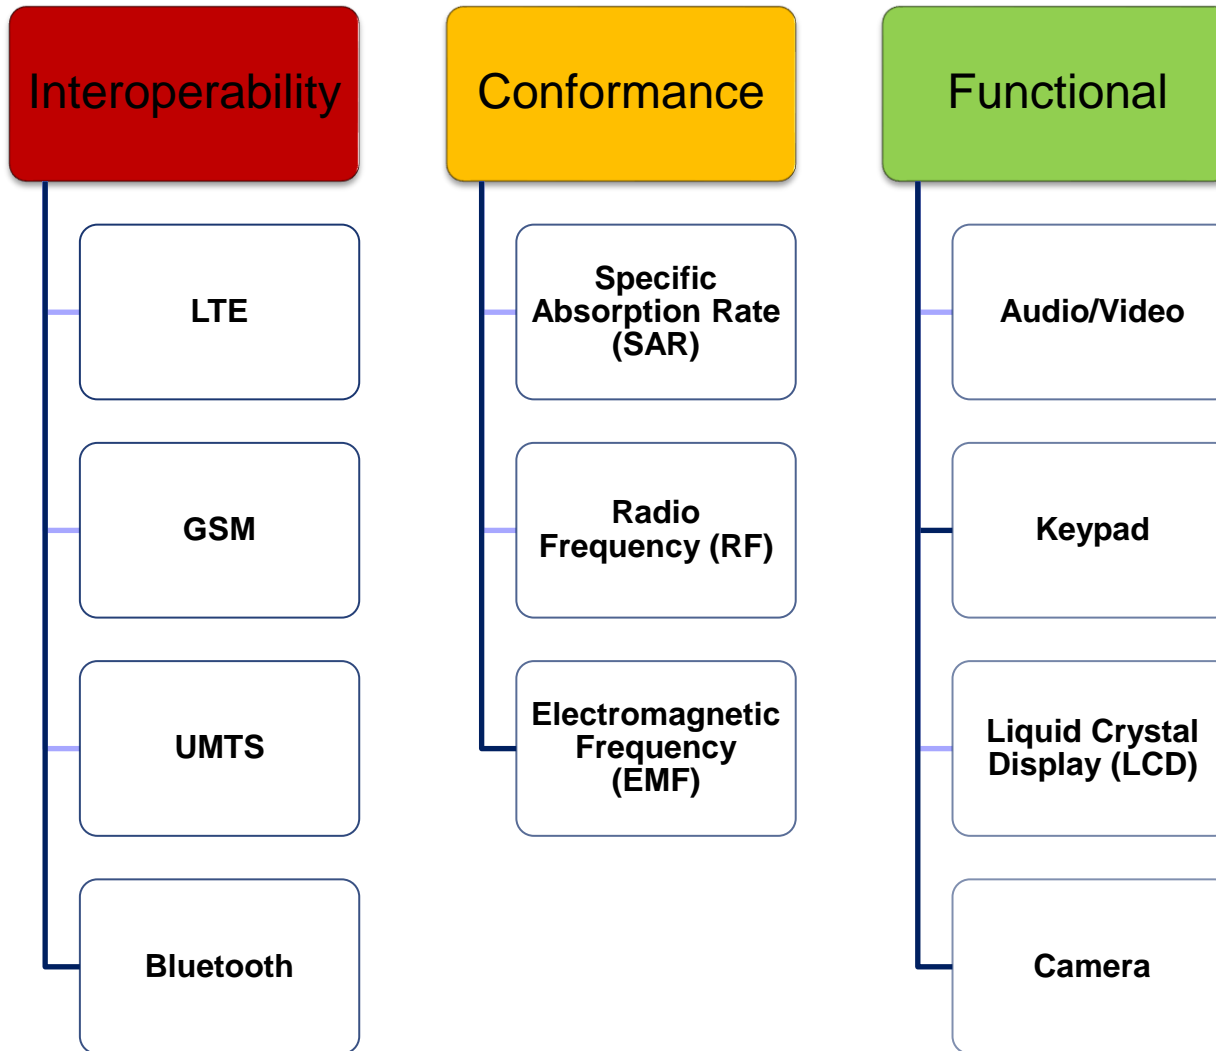 Interoperability
LTE
GSM
UMTS
Bluetooth
Conformance
Specific
Absorption Rate
(SAR)
Radio
Frequency (RF)
Electromagnetic
Frequency
(EMF)
Functional
Audio/Video
Keypad
Liquid Crystal
Display (LCD)
Camera